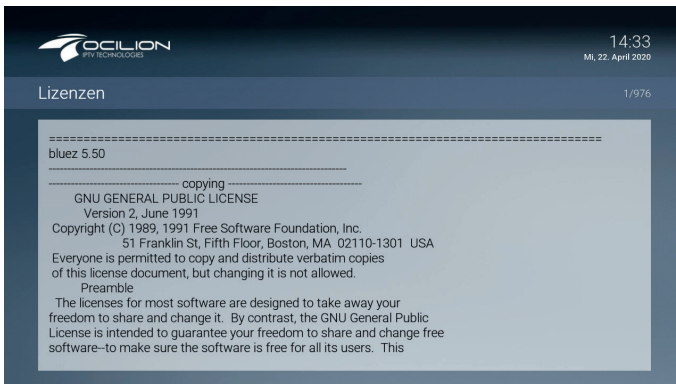 OCILION
IPTV TECHNOLOGIES
14:33
Mi, 22. April 2020
Lizenzen
1/976
================================================================================
bluez 5.50
--------------------------------------------------------------------------------
----------------------------------- copying ------------------------------------
GNU GENERAL PUBLIC LICENSE
Version 2, June 1991
Copyright (C) 1989, 1991 Free Software Foundation, Inc.
51 Franklin St, Fifth Floor, Boston, MA 02110-1301 USA
Everyone is permitted to copy and distribute verbatim copies
of this license document, but changing it is not allowed.
Preamble
The licenses for most software are designed to take away your
freedom to share and change it. By contrast, the GNU General Public
License is intended to guarantee your freedom to share and change free
software--to make sure the software is free for all its users. This